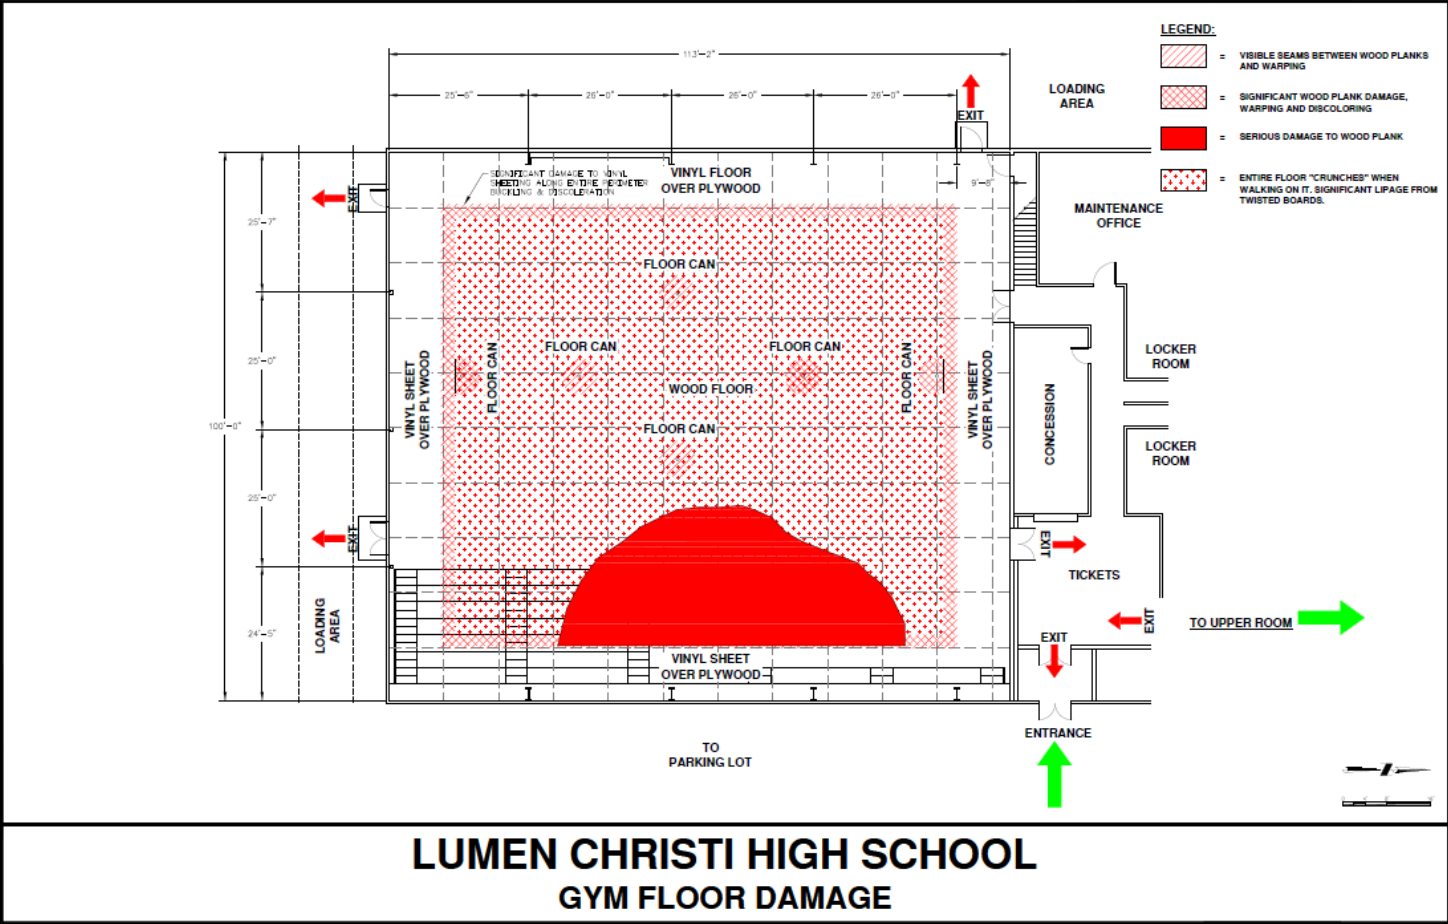 LEGEND:
= VISIBLE SEAMS BETWEEN WOOD PLANKS
AND WARPING
= SIGNIFICANT WOOD PLANK DAMAGE,
WARPING AND DISCOLORING
= SERIOUS DAMAGE TO WOOD PLANK
= ENTIRE FLOOR "CRUNCHES" WHEN
WALKING ON IT. SIGNIFICANT LIPAGE FROM
TWISTED BOARDS.
113'-2"
25'-6"
26'-0"
26'-0"
26'-0"
EXIT
LOADING
AREA
SIGNIFICANT DAMAGE TO VINYL
SHEETING ALONG ENTIRE PERIMETER
BUCKLING & DISCOLERATION
VINYL FLOOR
OVER PLYWOOD
EXIT
25'-7"
MAINTENANCE
OFFICE
FLOOR CAN
FLOOR CAN
FLOOR CAN
VINYL SHEET
OVER PLYWOOD
FLOOR CAN
WOOD FLOOR
FLOOR CAN
VINYL SHEET
OVER PLYWOOD
25'-0"
LOCKER
ROOM
CONCESSION
100'-0"
FLOOR CAN
LOCKER
ROOM
25'-0"
EXIT
EXIT
TICKETS
LOADING
AREA
24'-5"
EXIT
TO UPPER ROOM
EXIT
VINYL SHEET
OVER PLYWOOD
ENTRANCE
TO
PARKING LOT
LUMEN CHRISTI HIGH SCHOOL
GYM FLOOR DAMAGE